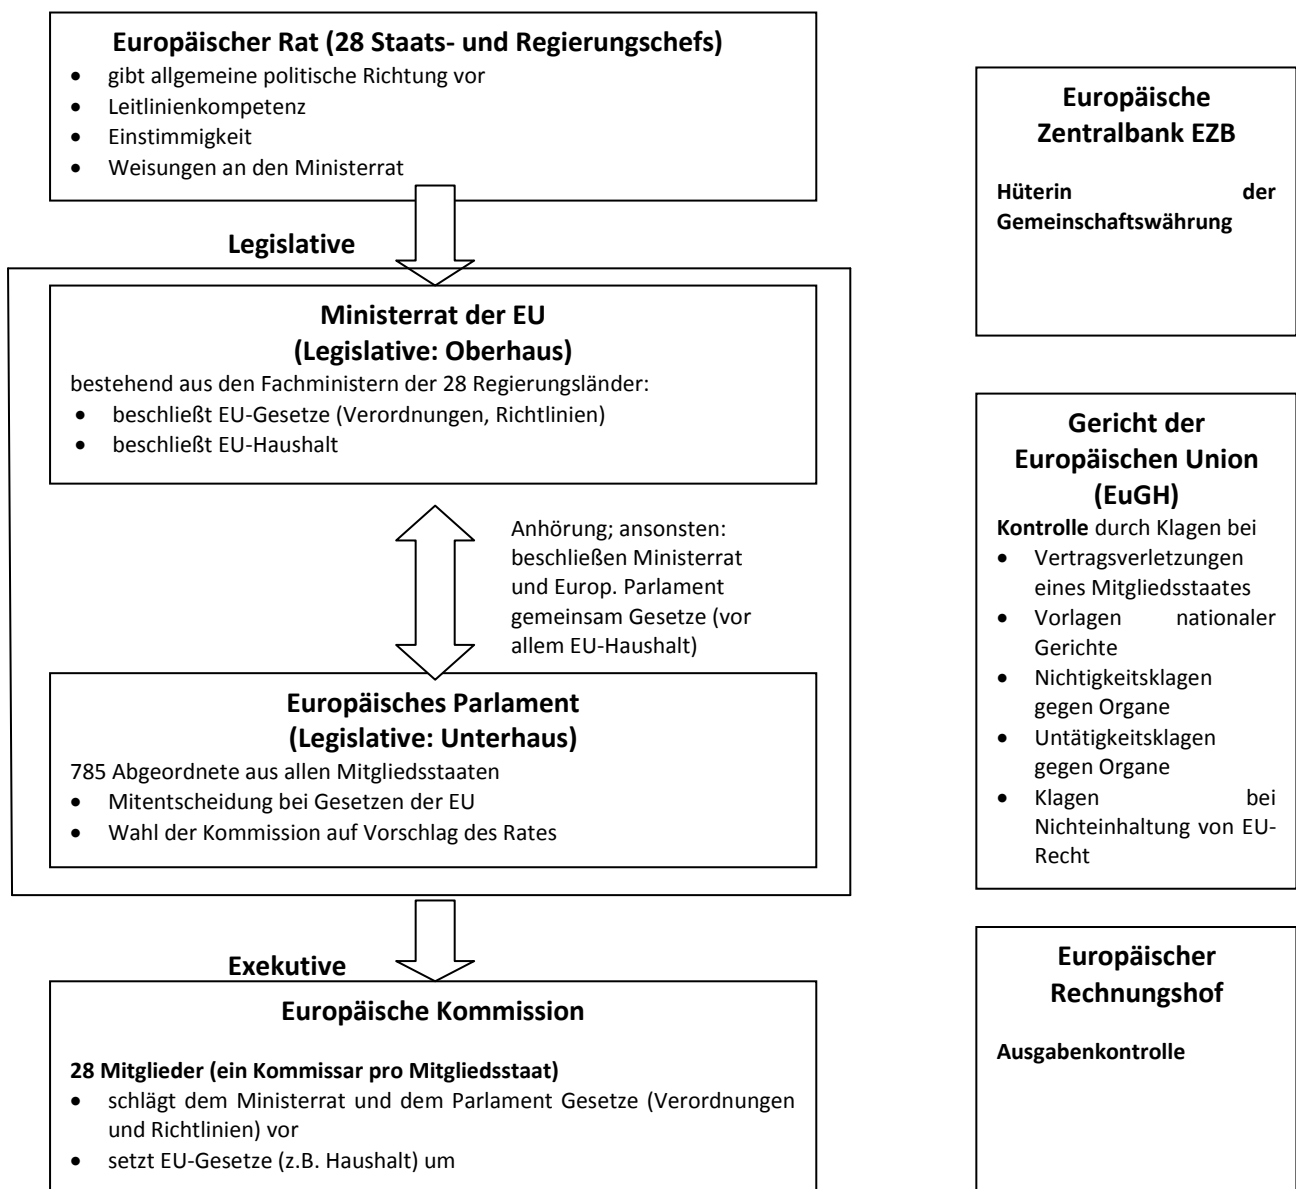 Europäischer Rat (28 Staats- und Regierungschefs)
• gibt allgemeine politische Richtung vor
• Leitlinienkompetenz
• Einstimmigkeit
• Weisungen an den Ministerrat
Legislative
Ministerrat der EU
(Legislative: Oberhaus)
bestehend aus den Fachministern der 28 Regierungsländer:
• beschließt EU-Gesetze (Verordnungen, Richtlinien)
• beschließt EU-Haushalt
Anhörung; ansonsten:
beschließen Ministerrat
und Europ. Parlament
gemeinsam Gesetze (vor
allem EU-Haushalt)
Europäisches Parlament
(Legislative: Unterhaus)
785 Abgeordnete aus allen Mitgliedsstaaten
• Mitentscheidung bei Gesetzen der EU
• Wahl der Kommission auf Vorschlag des Rates
Exekutive
Europäische Kommission
28 Mitglieder (ein Kommissar pro Mitgliedsstaat)
• schlägt dem Ministerrat und dem Parlament Gesetze (Verordnungen
und Richtlinien) vor
• setzt EU-Gesetze (z.B. Haushalt) um
Europäische
Zentralbank EZB
Hüterin der
Gemeinschaftswährung
Gericht der
Europäischen Union
(EuGH)
Kontrolle durch Klagen bei
• Vertragsverletzungen
eines Mitgliedsstaates
• Vorlagen nationaler
Gerichte
• Nichtigkeitsklagen
gegen Organe
• Untätigkeitsklagen
gegen Organe
• Klagen bei
Nichteinhaltung von EU-
Recht
Europäischer
Rechnungshof
Ausgabenkontrolle